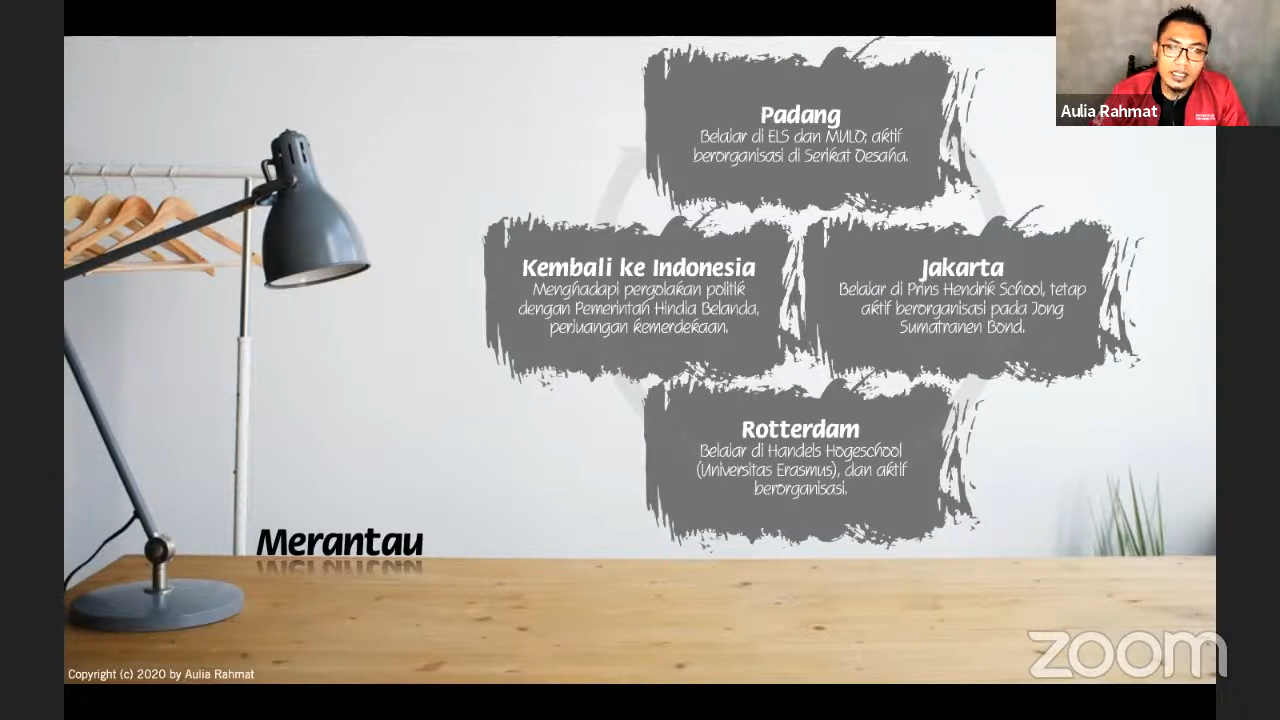 Aulia Rahmat
Padang
Belajar di ELS dan MULO; aktif
berorganisasi di Serikat Oesaha.
Kembali ke Indonesia
Menghadapi pergolakan politik
dengan Pemerintah Hindia Belanda,
perjuangan kemerdekaan.
Jakarta
Belajar di Prins Hendrik School, tetap
aktif berorganisasi pada Jong
Sumatranen Bond.
Rotterdam
Belajar di Handels Hogeschool
(Universitas Erasmus), dan aktif
berorganisasi.
Merantau
Copyright (c) 2020 by Aulia Rahmat
zoom